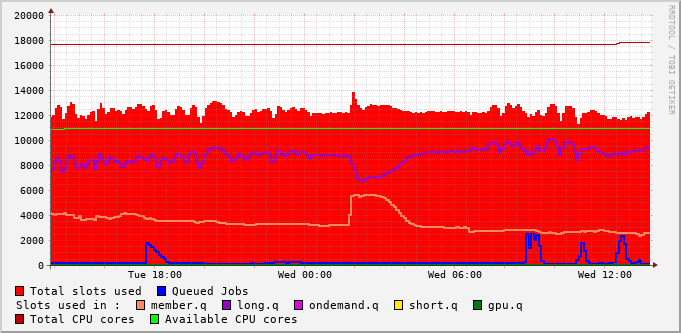 20000
18000
16000
14000
12000
10000
8000
6000
4000
2000
0
Tue 18:00 Wed 00:00 Wed 06:00 Wed 12:00
RRDTOOL / TOBI OETIKER
Total slots used Queued Jobs
Slots used in : member.q long.q ondemand.q short.q gpu.q
Total CPU cores Available CPU cores